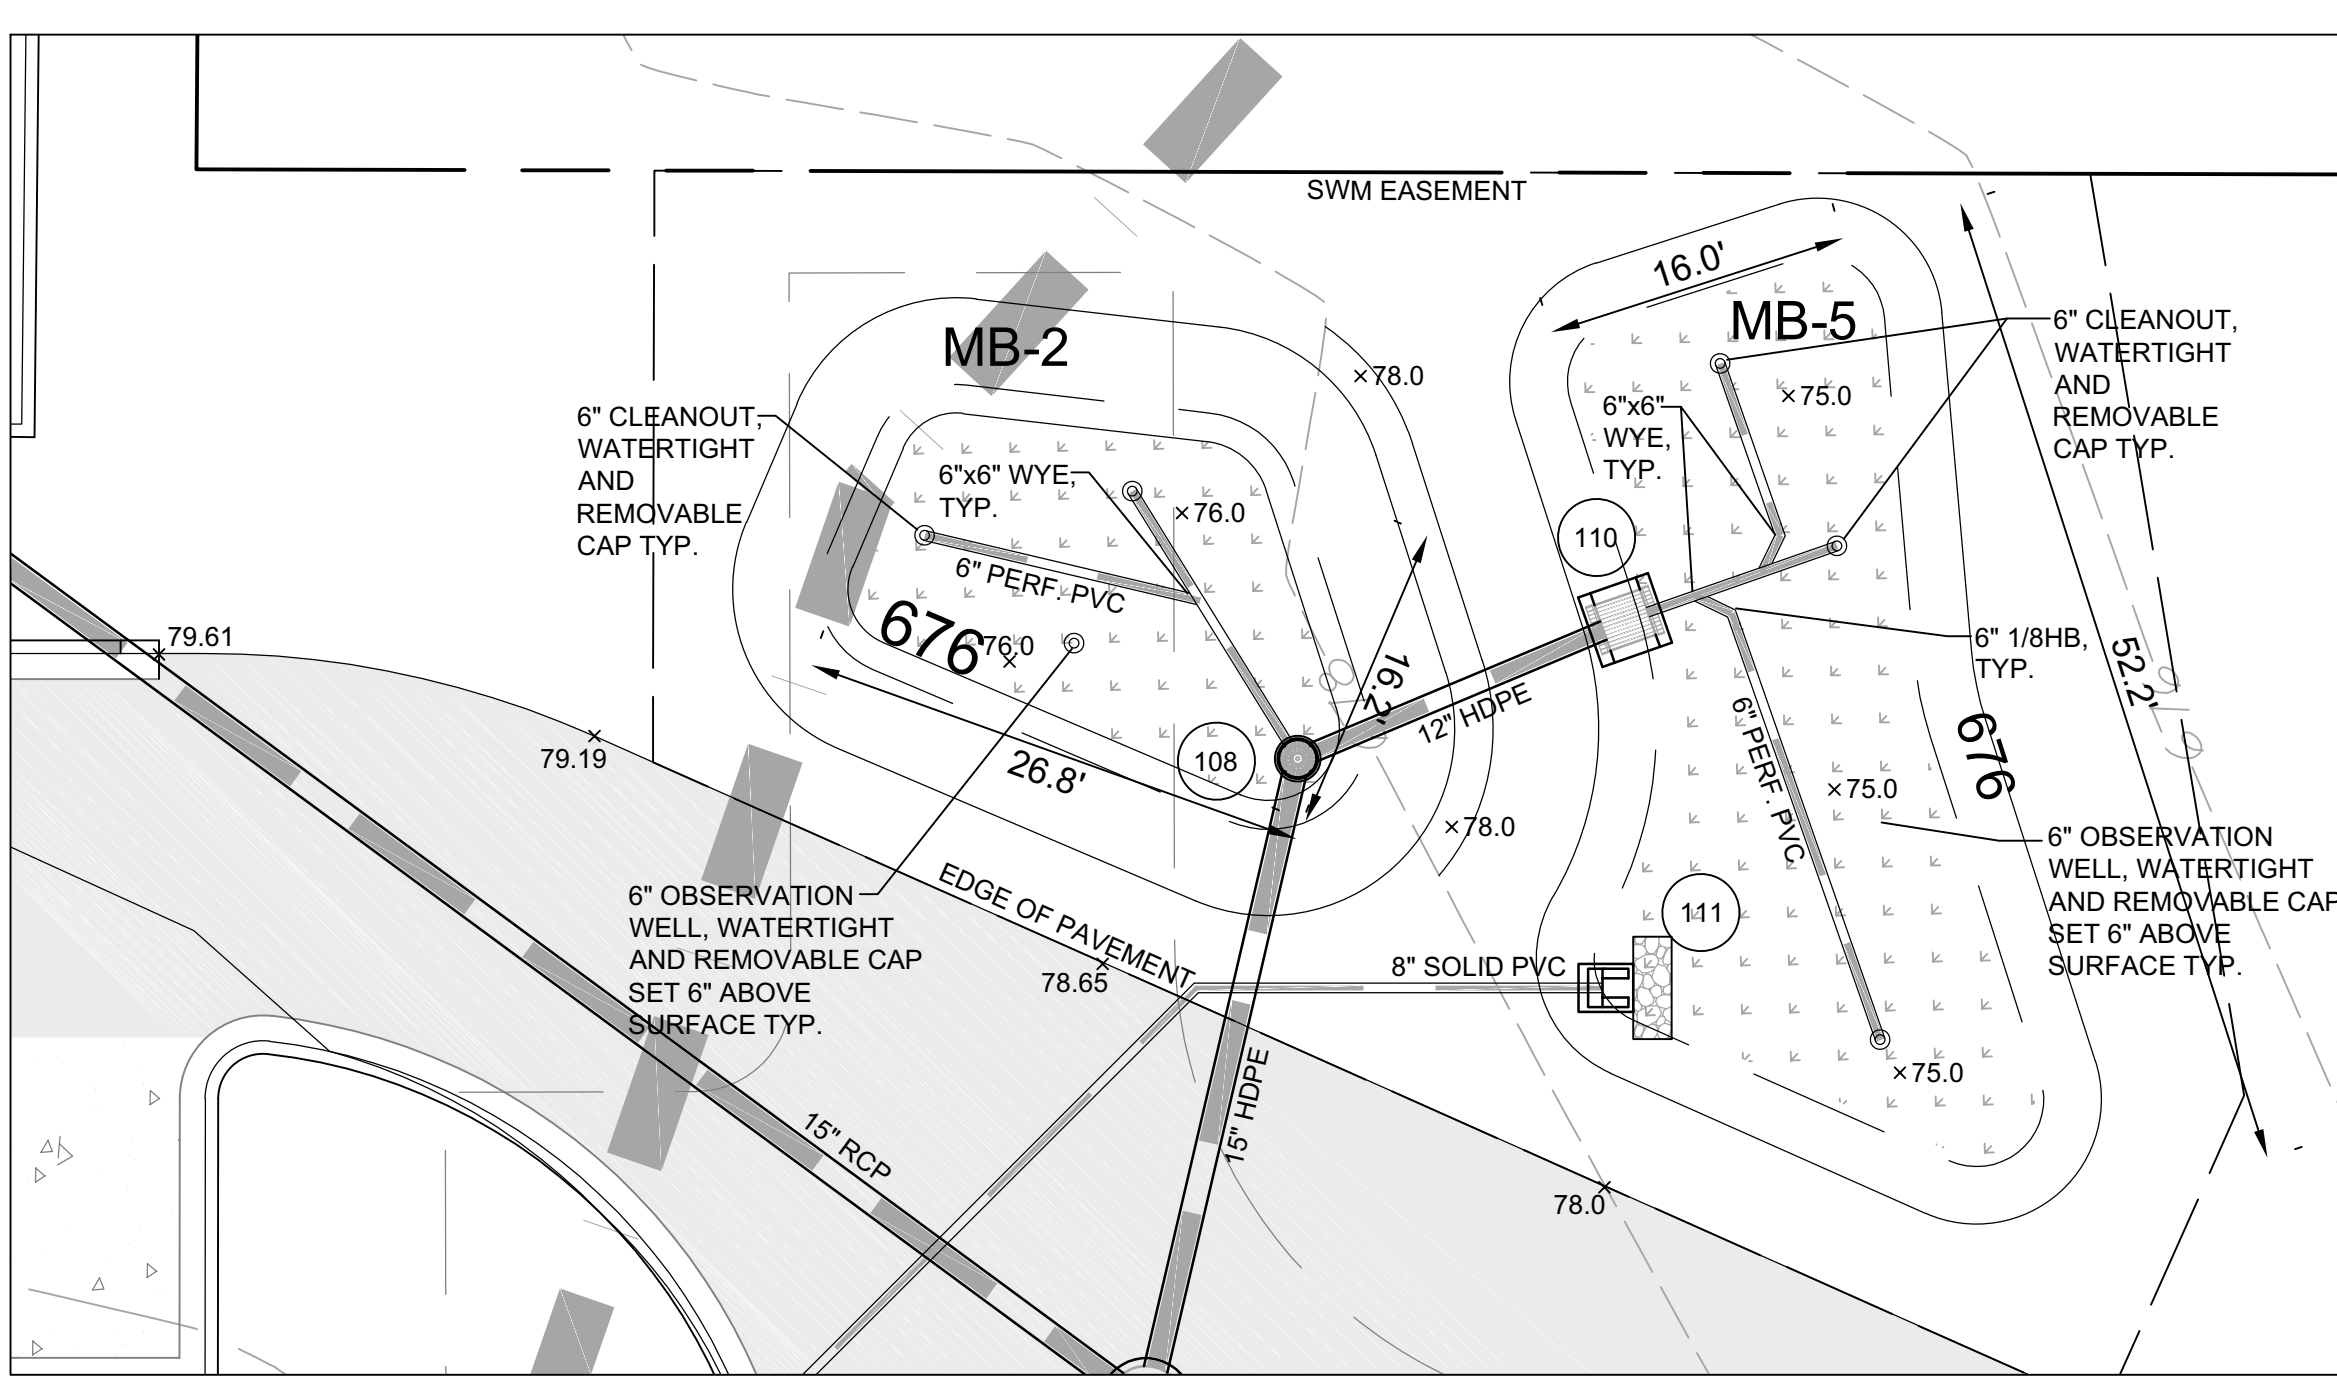 SWM EASEMENT
16.0'
MB-5
MB-2
6" CLEANOUT,
WATERTIGHT
AND
REMOVABLE
CAP TYP.
78.0
75.0
6"x6"
WYE,
TYP.
6" CLEANOUT,
WATERTIGHT
AND
REMOVABLE
CAP TYP.
6"x6" WYE,
TYP.
76.0
110
6" PERF. PVC
676
76.0
79.61
16.2'
78.0
12" HDPE
6" 1/8HB,
TYP.
52.2'
76
676
6" PERF. PVC
79.19
26.8'
108
75.0
78.0
6" OBSERVATION
WELL, WATERTIGHT
AND REMOVABLE CAP
SET 6" ABOVE
SURFACE TYP.
6" OBSERVATION
WELL, WATERTIGHT
AND REMOVABLE CAP
SET 6" ABOVE
SURFACE TYP.
EDGE OF PAVEMENT
78.65
111
8" SOLID PVC
75.0
15" HDPE
15" RCP
78.0